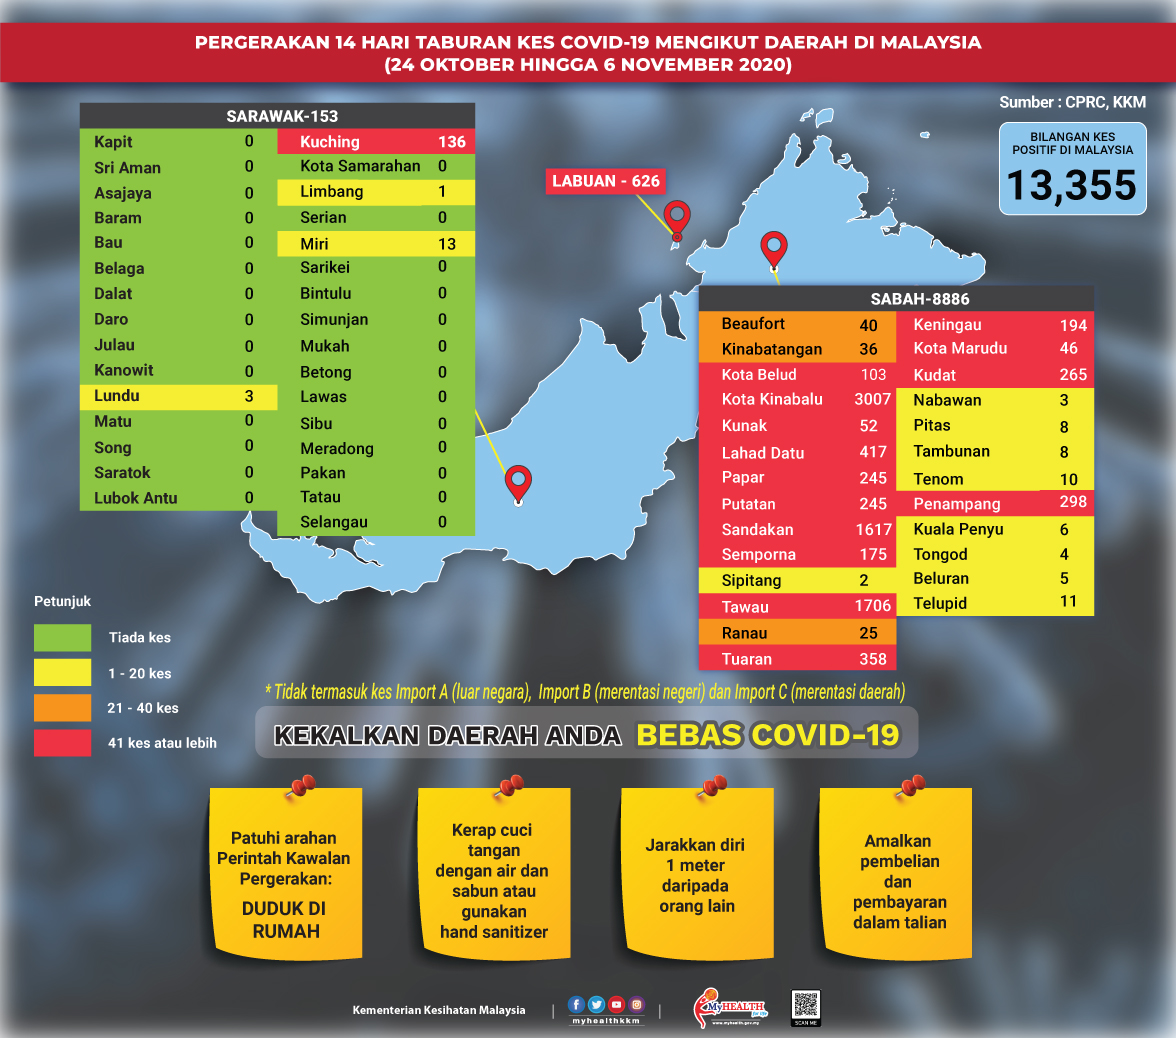 PERGERAKAN 14 HARI TABURAN KES COVID-19 MENGIKUT DAERAH DI MALAYSIA
(24 OKTOBER HINGGA 6 NOVEMBER 2020)
Sumber : CPRC, KKM
BILANGAN KES
POSITIF DI MALAYSIA
13,355
SARAWAK-153
Kapit 0
Sri Aman 0
Asajaya 0
Baram 0
Bau 0
Belaga 0
Dalat 0
Daro 0
Julau 0
Kanowit 0
Lundu 3
Matu 0
Song 0
Saratok 0
Lubok Antu 0
Kuching 136
Kota Samarahan 0
Limbang 1
Serian 0
Miri 13
Sarikei 0
Bintulu 0
Simunjan 0
Mukah 0
Betong 0
Lawas 0
Sibu 0
Meradong 0
Pakan 0
Tatau 0
Selangau 0
LABUAN - 626
SABAH-8886
Beaufort 40
Kinabatangan 36
Kota Belud 103
Kota Kinabalu 3007
Kunak 52
Lahad Datu 417
Papar 245
Putatan 245
Sandakan 1617
Semporna 175
Sipitang 2
Tawau 1706
Ranau 25
Tuaran 358
Keningau 194
Kota Marudu 46
Kudat 265
Nabawan 3
Pitas 8
Tambunan 8
Tenom 10
Penampang 298
Kuala Penyu 6
Tongod 4
Beluran 5
Telupid 11
Petunjuk
Tiada kes
1 - 20 kes
21 - 40 kes
41 kes atau lebih
* Tidak termasuk kes Import A (luar negara), Import B (merentasi negeri) dan Import C (merentasi daerah)
KEKALKAN DAERAH ANDA BEBAS COVID-19
Patuhi arahan
Perintah Kawalan
Pergerakan:
DUDUK DI
RUMAH
Kerap cuci
tangan
dengan air dan
sabun atau
gunakan
hand sanitizer
Jarakkan diri
1 meter
daripada
orang lain
Amalkan
pembelian
dan
pembayaran
dalam talian
Kementerian Kesihatan Malaysia
myhealthkkm
MyHEALTH
for life
www.myhealth.gov.my
SCAN ME